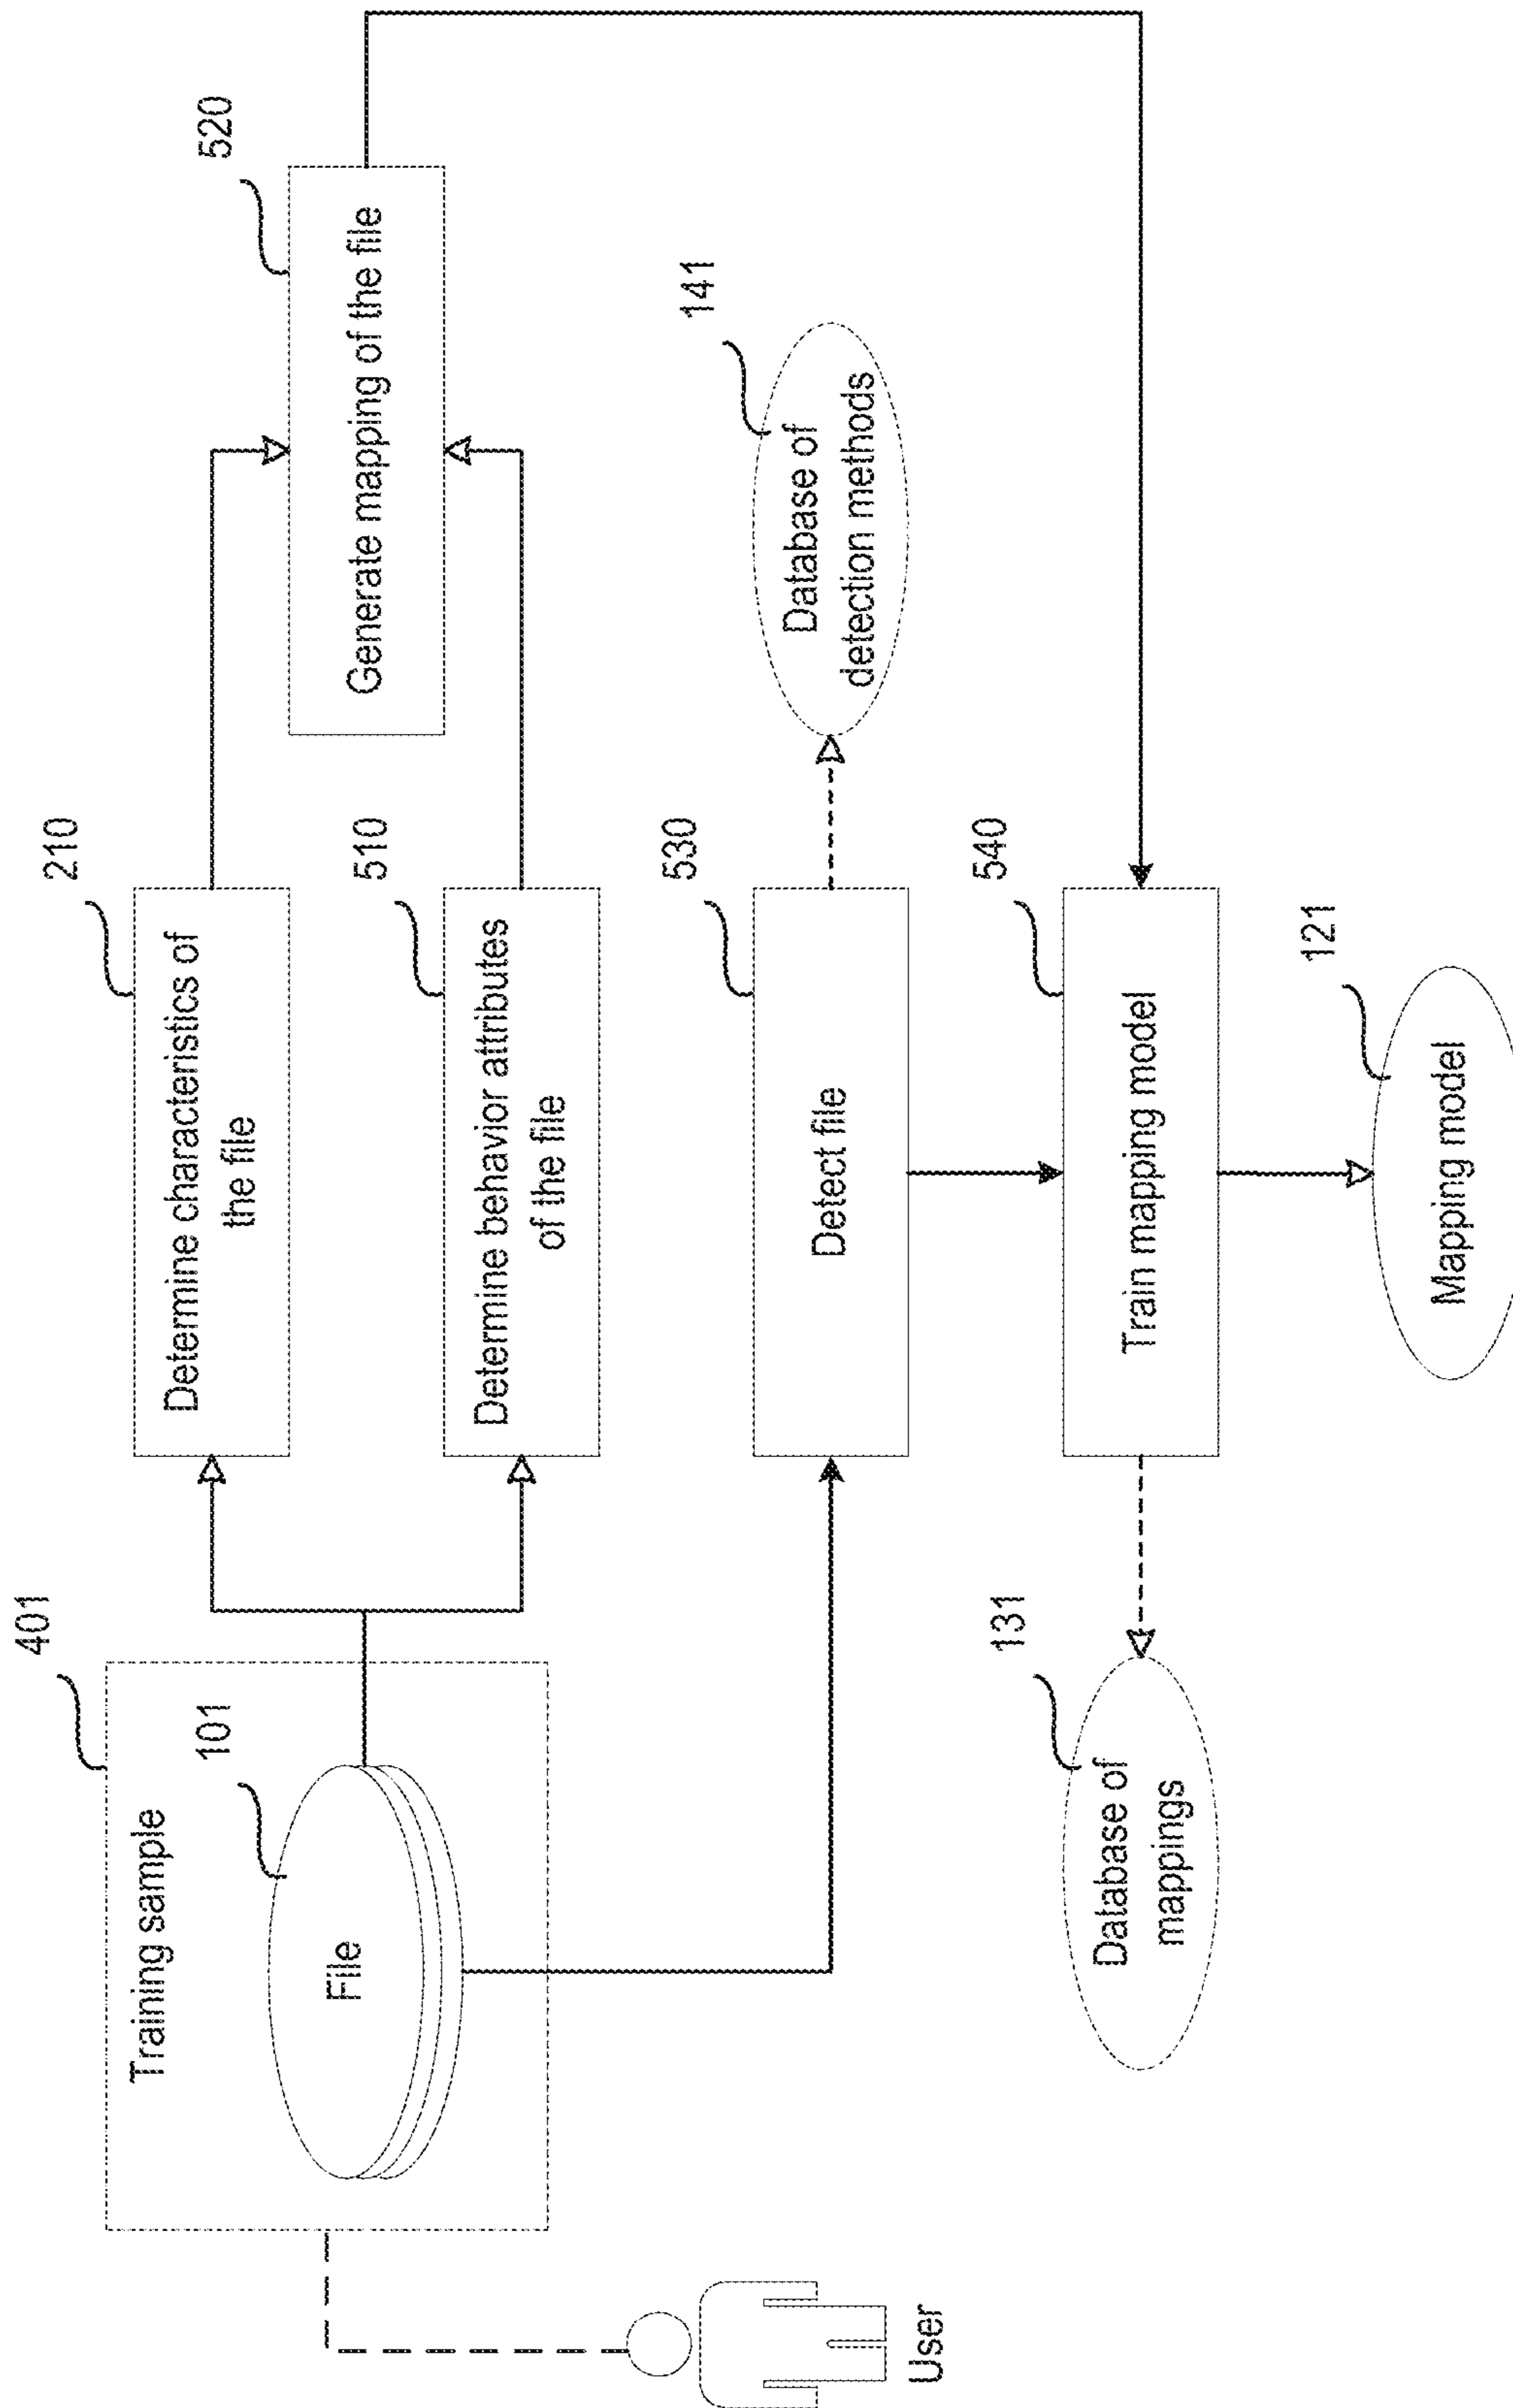 401
Training sample
101
File
User
210
Determine characteristics of
the file
510
Determine behavior attributes
of the file
520
Generate mapping of the file
530
Detect file
141
Database of
detection methods
540
Train mapping model
131
Database of
mappings
121
Mapping model